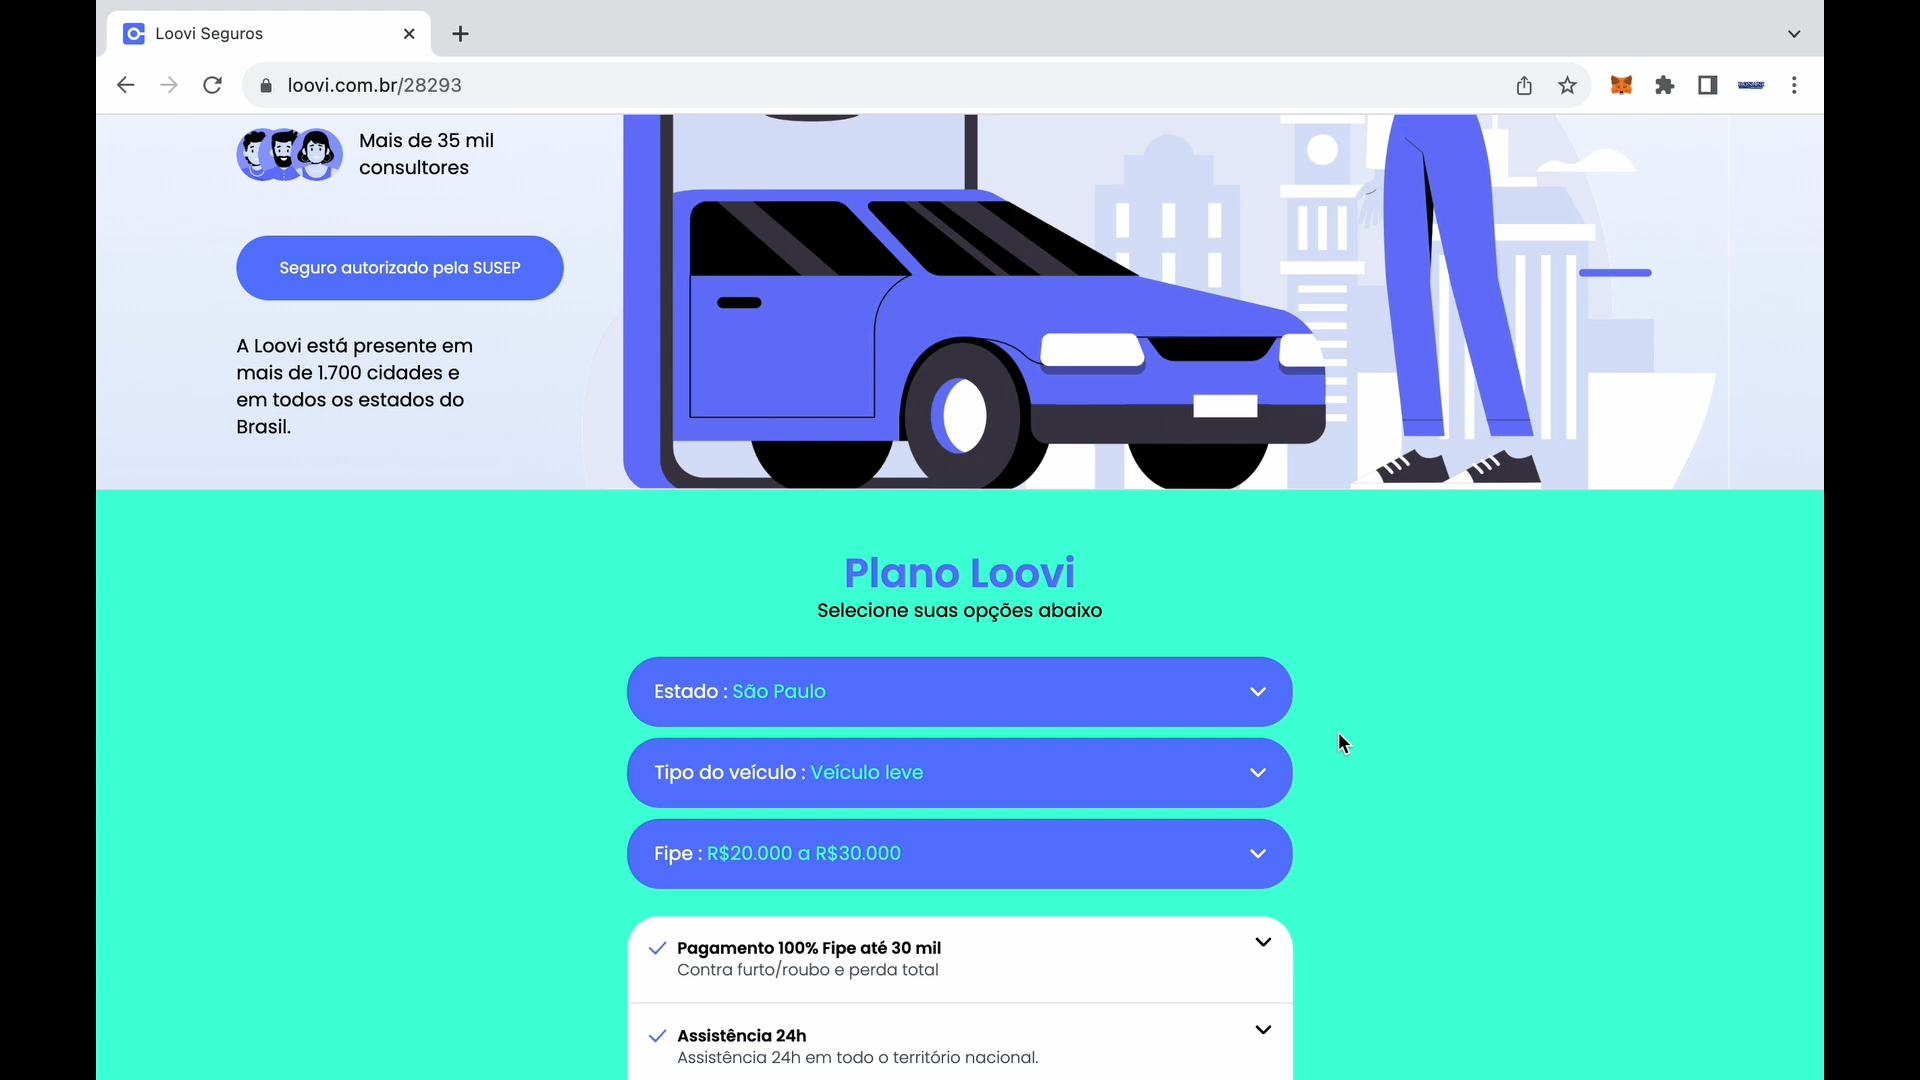 Loovi Seguros
loovi.com.br/28293
Mais de 35 mil
consultores
Seguro autorizado pela SUSEP
A Loovi está presente em
mais de 1.700 cidades e
em todos os estados do
Brasil.
Plano Loovi
Selecione suas opções abaixo
Estado : São Paulo
Tipo do veículo : Veículo leve
Fipe : R$20.000 a R$30.000
Pagamento 100% Fipe até 30 mil
Contra furto/roubo e perda total
Assistência 24h
Assistência 24h em todo o território nacional.